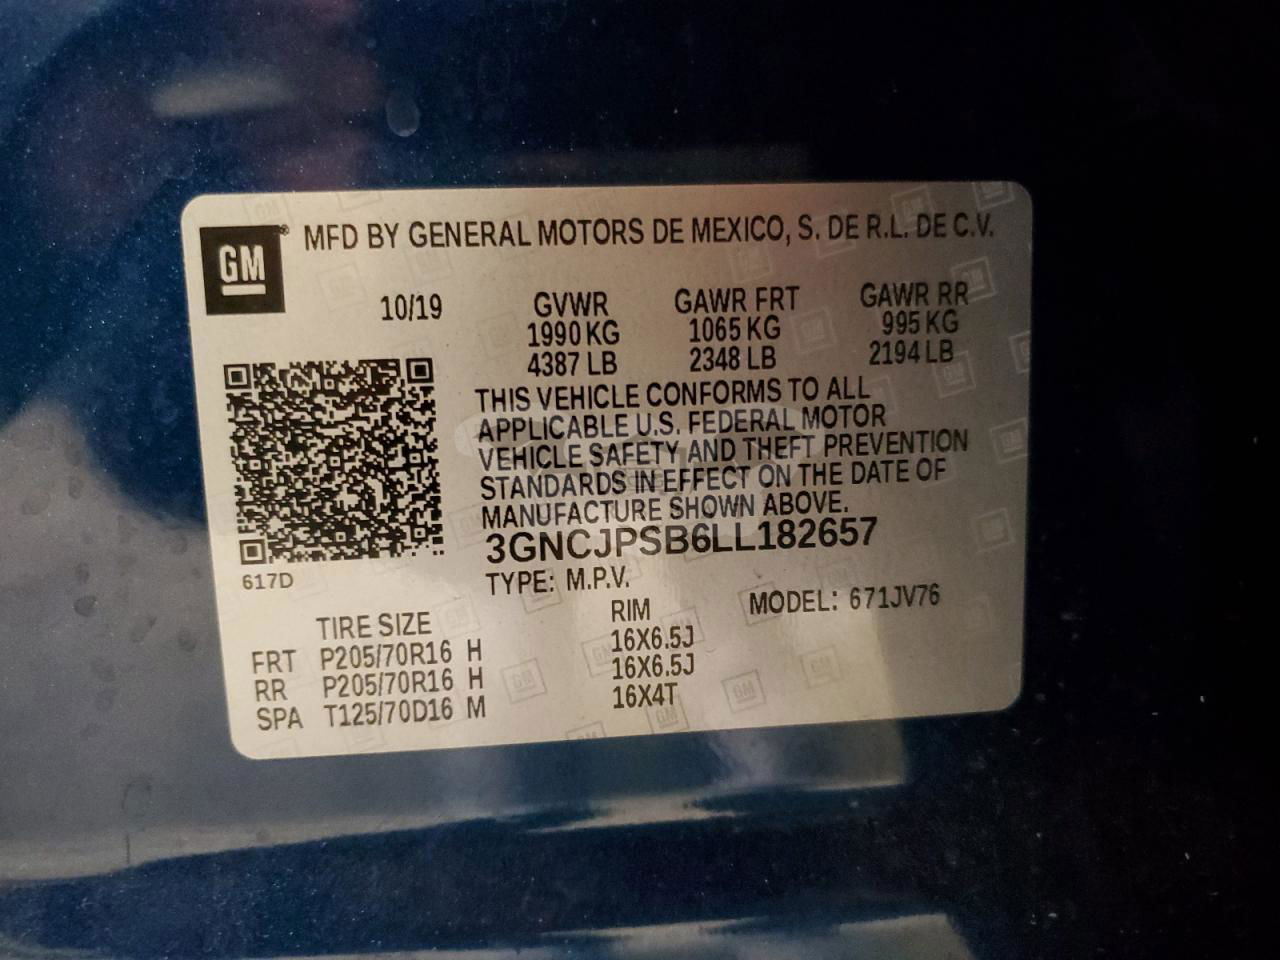 GM® MFD BY GENERAL MOTORS DE MEXICO, S. DE R.L. DE C.V.
10/19 GVWR GAWR FRT GAWR RR
1990 KG 1065 KG 995 KG
4387 LB 2348 LB 2194 LB
THIS VEHICLE CONFORMS TO ALL
APPLICABLE U.S. FEDERAL MOTOR
VEHICLE SAFETY AND THEFT PREVENTION
STANDARDS IN EFFECT ON THE DATE OF
MANUFACTURE SHOWN ABOVE.
3GNCJPSB6LL182657
617D TYPE: M.P.V. MODEL: 671JV76
TIRE SIZE RIM
FRT P205/70R16 H 16X6.5J
RR P205/70R16 H 16X6.5J
SPA T125/70D16 M 16X4T